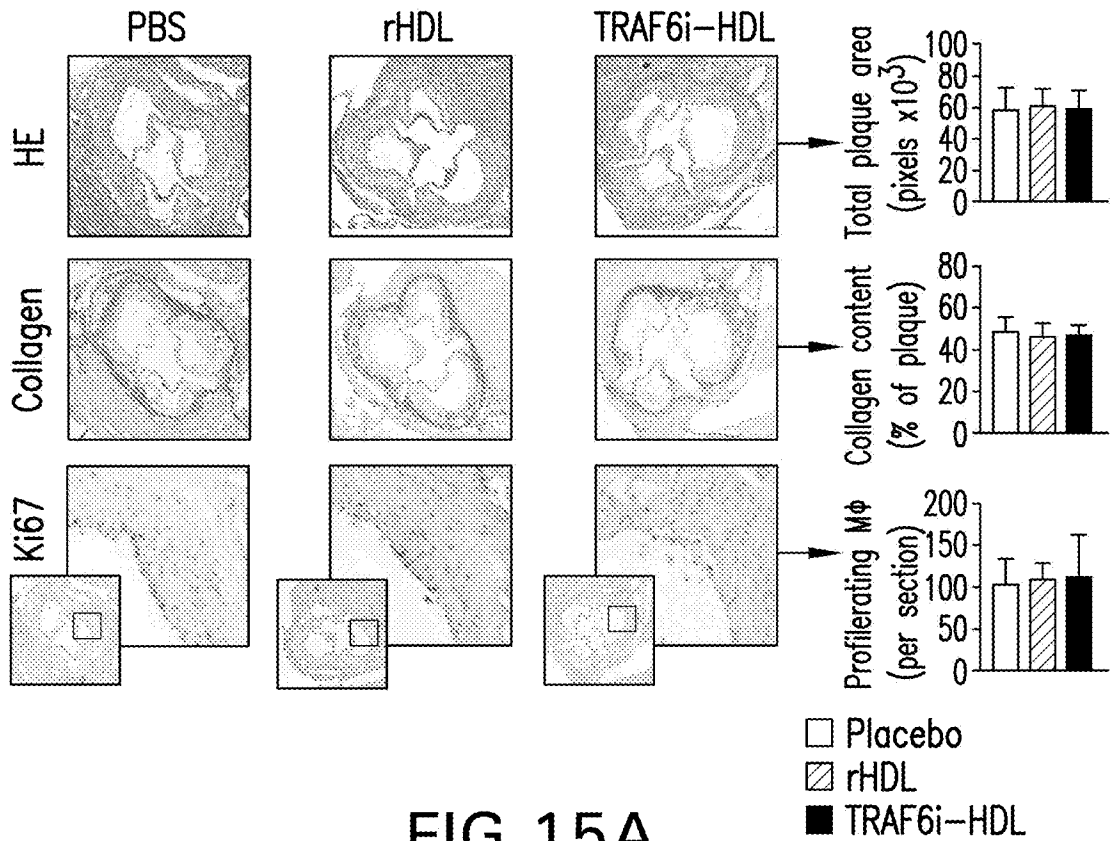 PBS
rHDL
TRAF6i-HDL
HE
Total plaque area
(pixels x10³)
100
80
60
40
20
0
Collagen
Collagen content
(% of plaque)
80
60
40
20
0
Ki67
Profilerating MΦ
(per section)
200
150
100
50
0
Placebo
rHDL
TRAF6i-HDL
FIG.15A